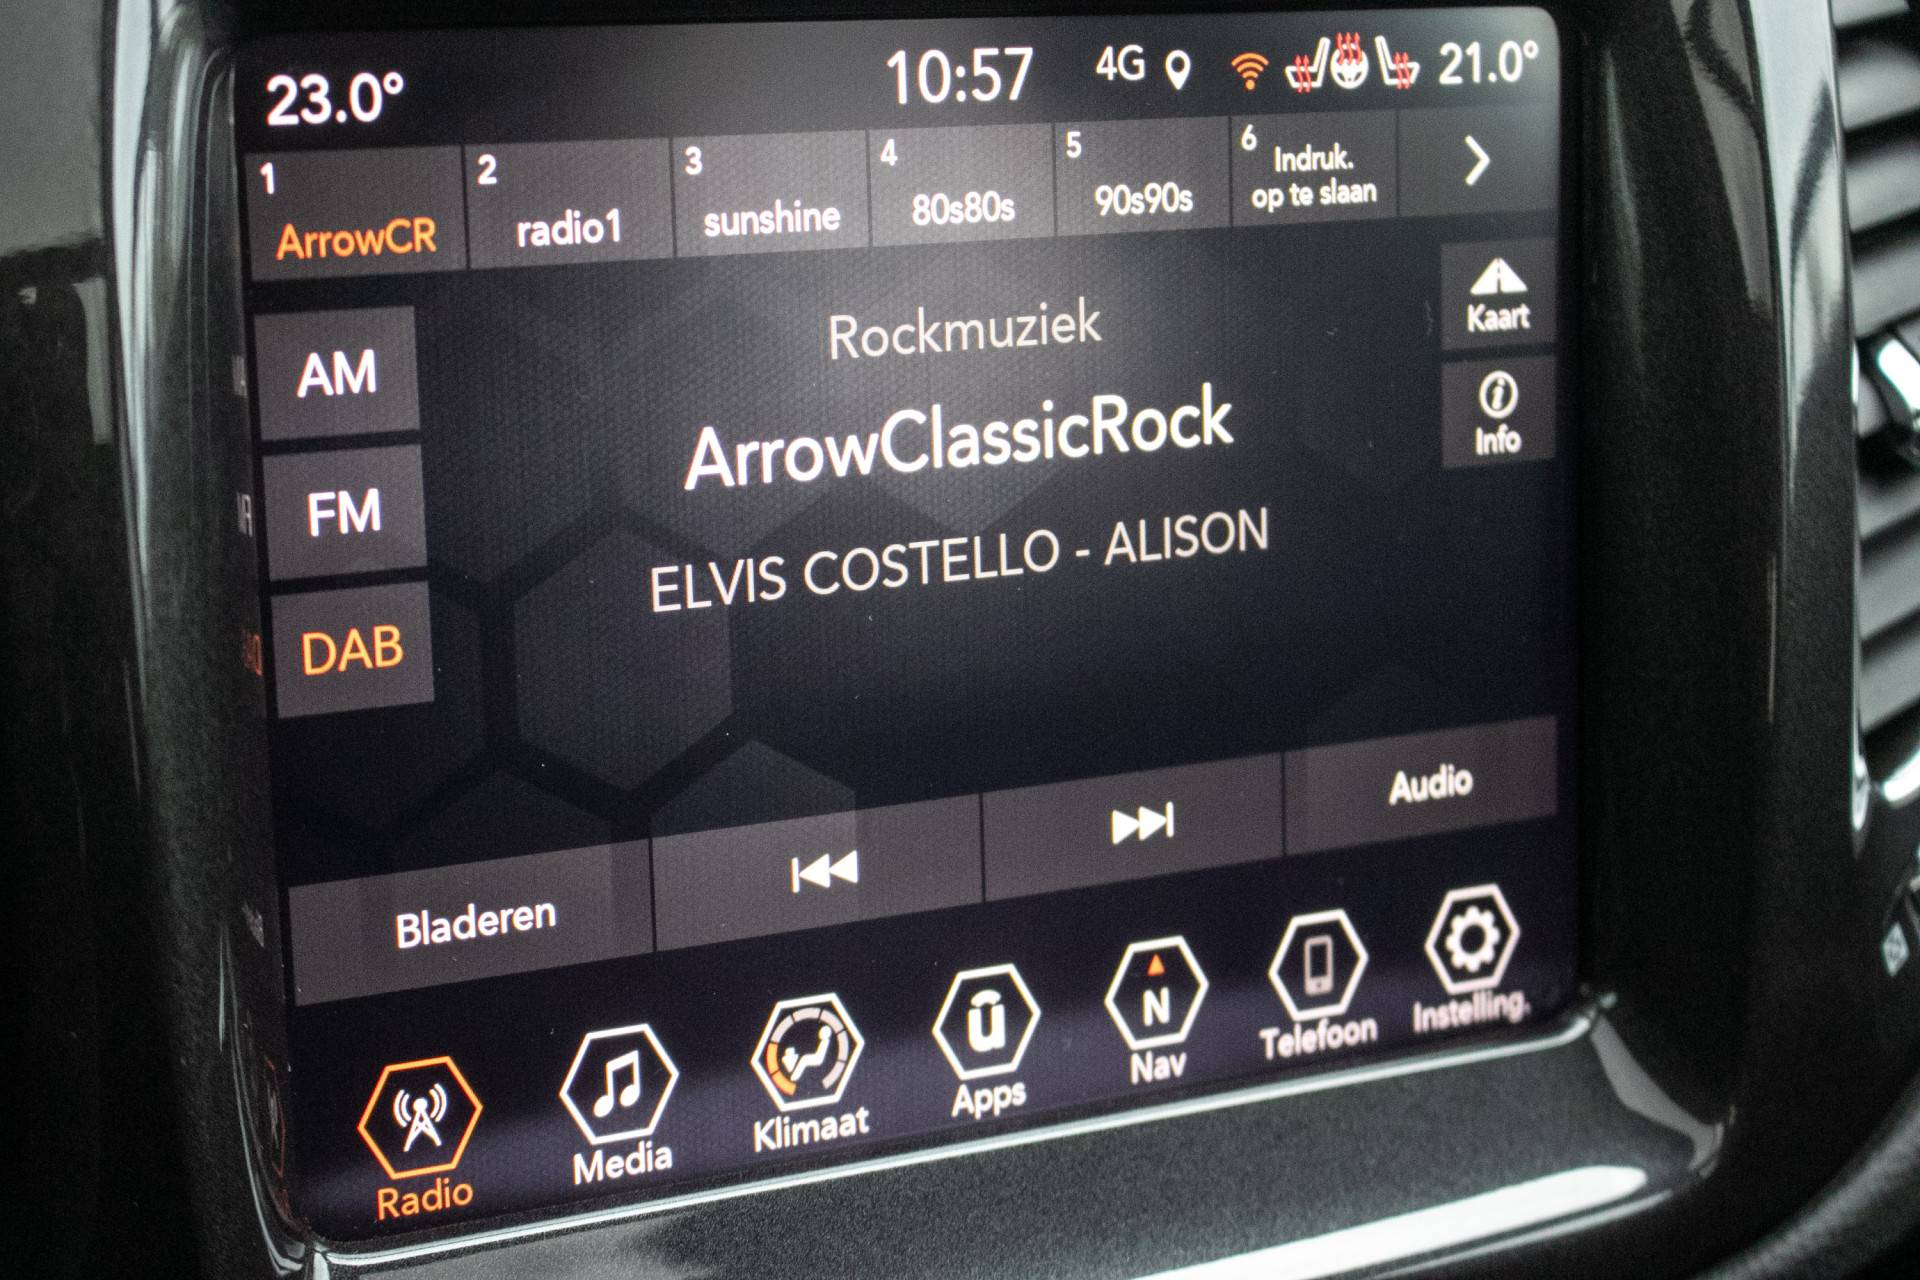 23.0°
10:57
4G
21.0°
1
ArrowCR
2
radio1
3
sunshine
4
80s80s
5
90s90s
6
Indruk.
op te slaan
AM
FM
DAB
Rockmuziek
ArrowClassicRock
ELVIS COSTELLO - ALISON
Kaart
Info
Bladeren
Audio
Radio
Media
Klimaat
ú
Apps
N
Nav
Telefoon
Instelling.